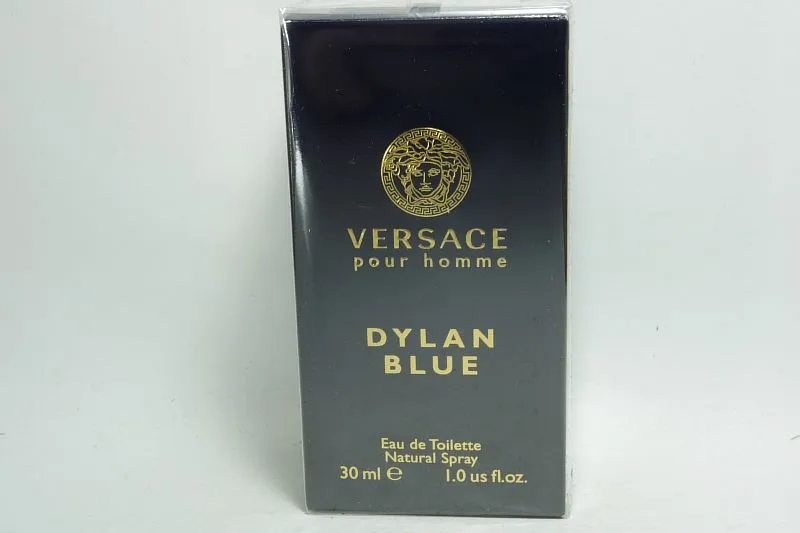 VERSACE
pour homme
DYLAN
BLUE
Eau de Toilette
Natural Spray
30 ml ℮ 1.0 us fl.oz.